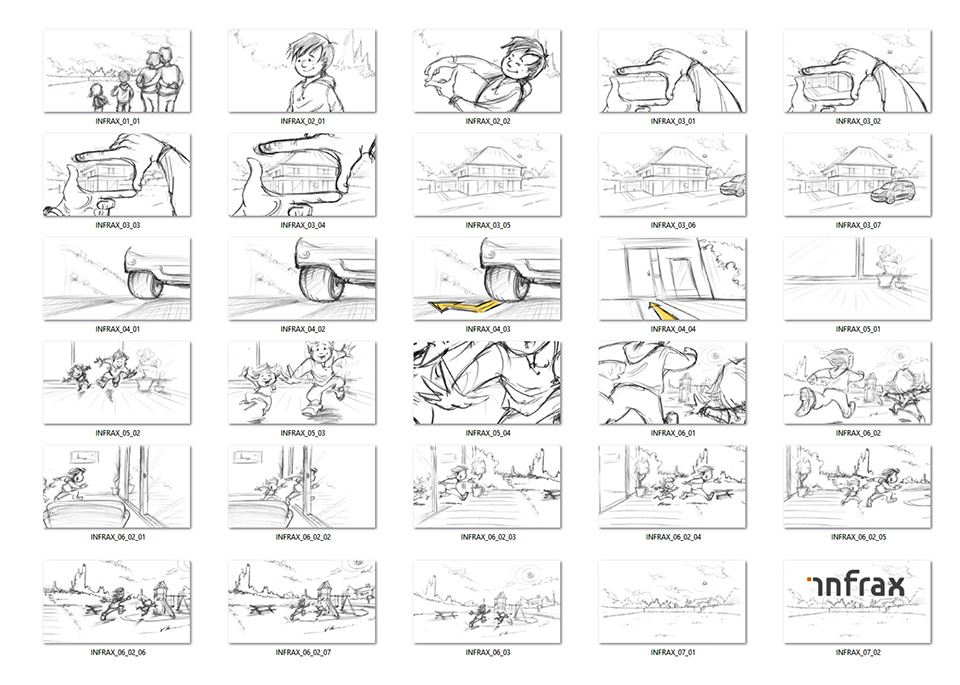 INFRAX_01_01 INFRAX_02_01 INFRAX_02_02 INFRAX_03_01 INFRAX_03_02
INFRAX_03_03 INFRAX_03_04 INFRAX_03_05 INFRAX_03_06 INFRAX_03_07
INFRAX_04_01 INFRAX_04_02 INFRAX_04_03 INFRAX_04_04 INFRAX_05_01
INFRAX_05_02 INFRAX_05_03 INFRAX_05_04 INFRAX_06_01 INFRAX_06_02
INFRAX_06_02_01 INFRAX_06_02_02 INFRAX_06_02_03 INFRAX_06_02_04 INFRAX_06_02_05
infrax
INFRAX_06_02_06 INFRAX_06_02_07 INFRAX_06_03 INFRAX_07_01 INFRAX_07_02